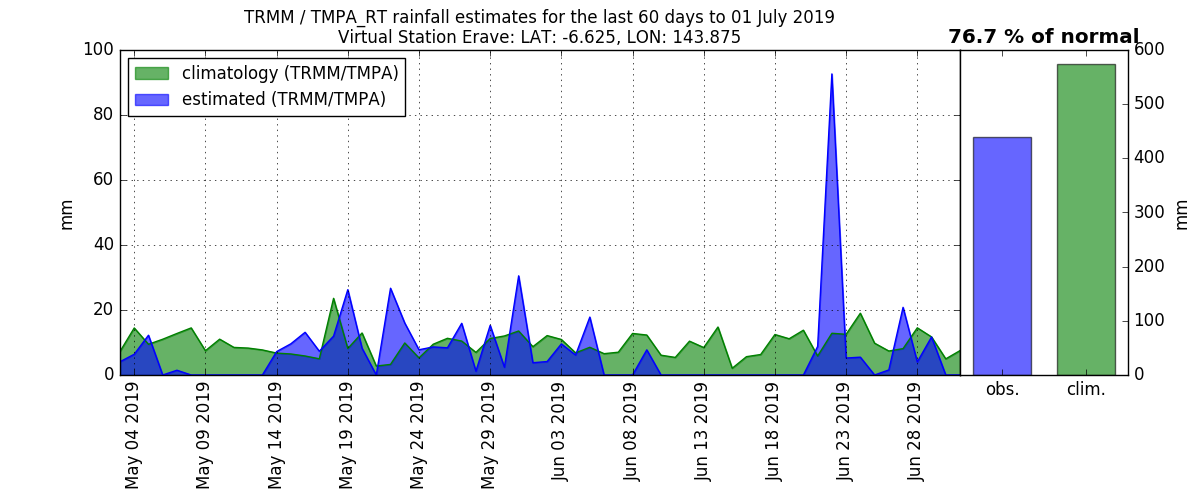 TRMM / TMPA_RT rainfall estimates for the last 60 days to 01 July 2019
Virtual Station Erave: LAT: -6.625, LON: 143.875
76.7 % of normal
climatology (TRMM/TMPA)
estimated (TRMM/TMPA)
100
80
60
40
20
0
mm
May 04 2019
May 09 2019
May 14 2019
May 19 2019
May 24 2019
May 29 2019
Jun 03 2019
Jun 08 2019
Jun 13 2019
Jun 18 2019
Jun 23 2019
Jun 28 2019
obs.
clim.
600
500
400
300
200
100
0
mm